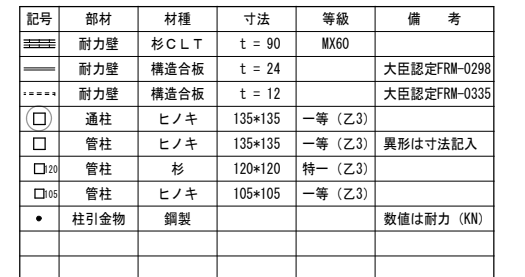 記号 部材 材種 寸法 等級 備 考
耐力壁 杉CLT t = 90 MX60
耐力壁 構造合板 t = 24 大臣認定FRM-0298
耐力壁 構造合板 t = 12 大臣認定FRM-0335
通柱 ヒノキ 135*135 一等 (乙3)
管柱 ヒノキ 135*135 一等 (乙3) 異形は寸法記入
120 管柱 杉 120*120 特一 (乙3)
105 管柱 ヒノキ 105*105 一等 (乙3)
柱引金物 鋼製 数値は耐力 (KN)